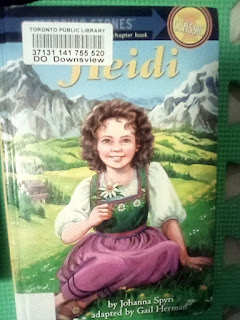 STONES™
chapter book
TORONTO PUBLIC LIBRARY
37131 141 755 520
DO Downsview
Heidi
by Johanna Spyri
adapted by Gail Herman